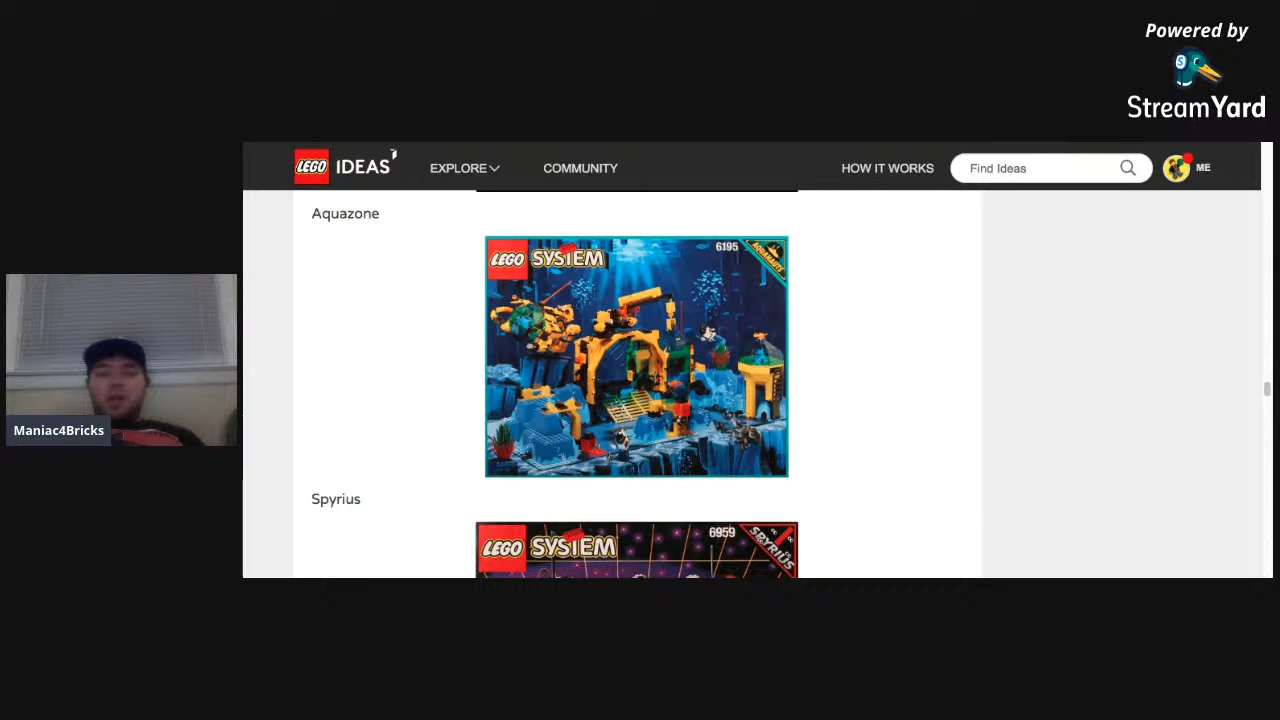 Powered by
StreamYard
LEGO IDEAS EXPLORE COMMUNITY HOW IT WORKS Find Ideas ME
Aquazone
LEGO SYSTEM 6195 AQUANAUTS
Maniac4Bricks
Spyrius
LEGO SYSTEM 6959 SPYRIUS